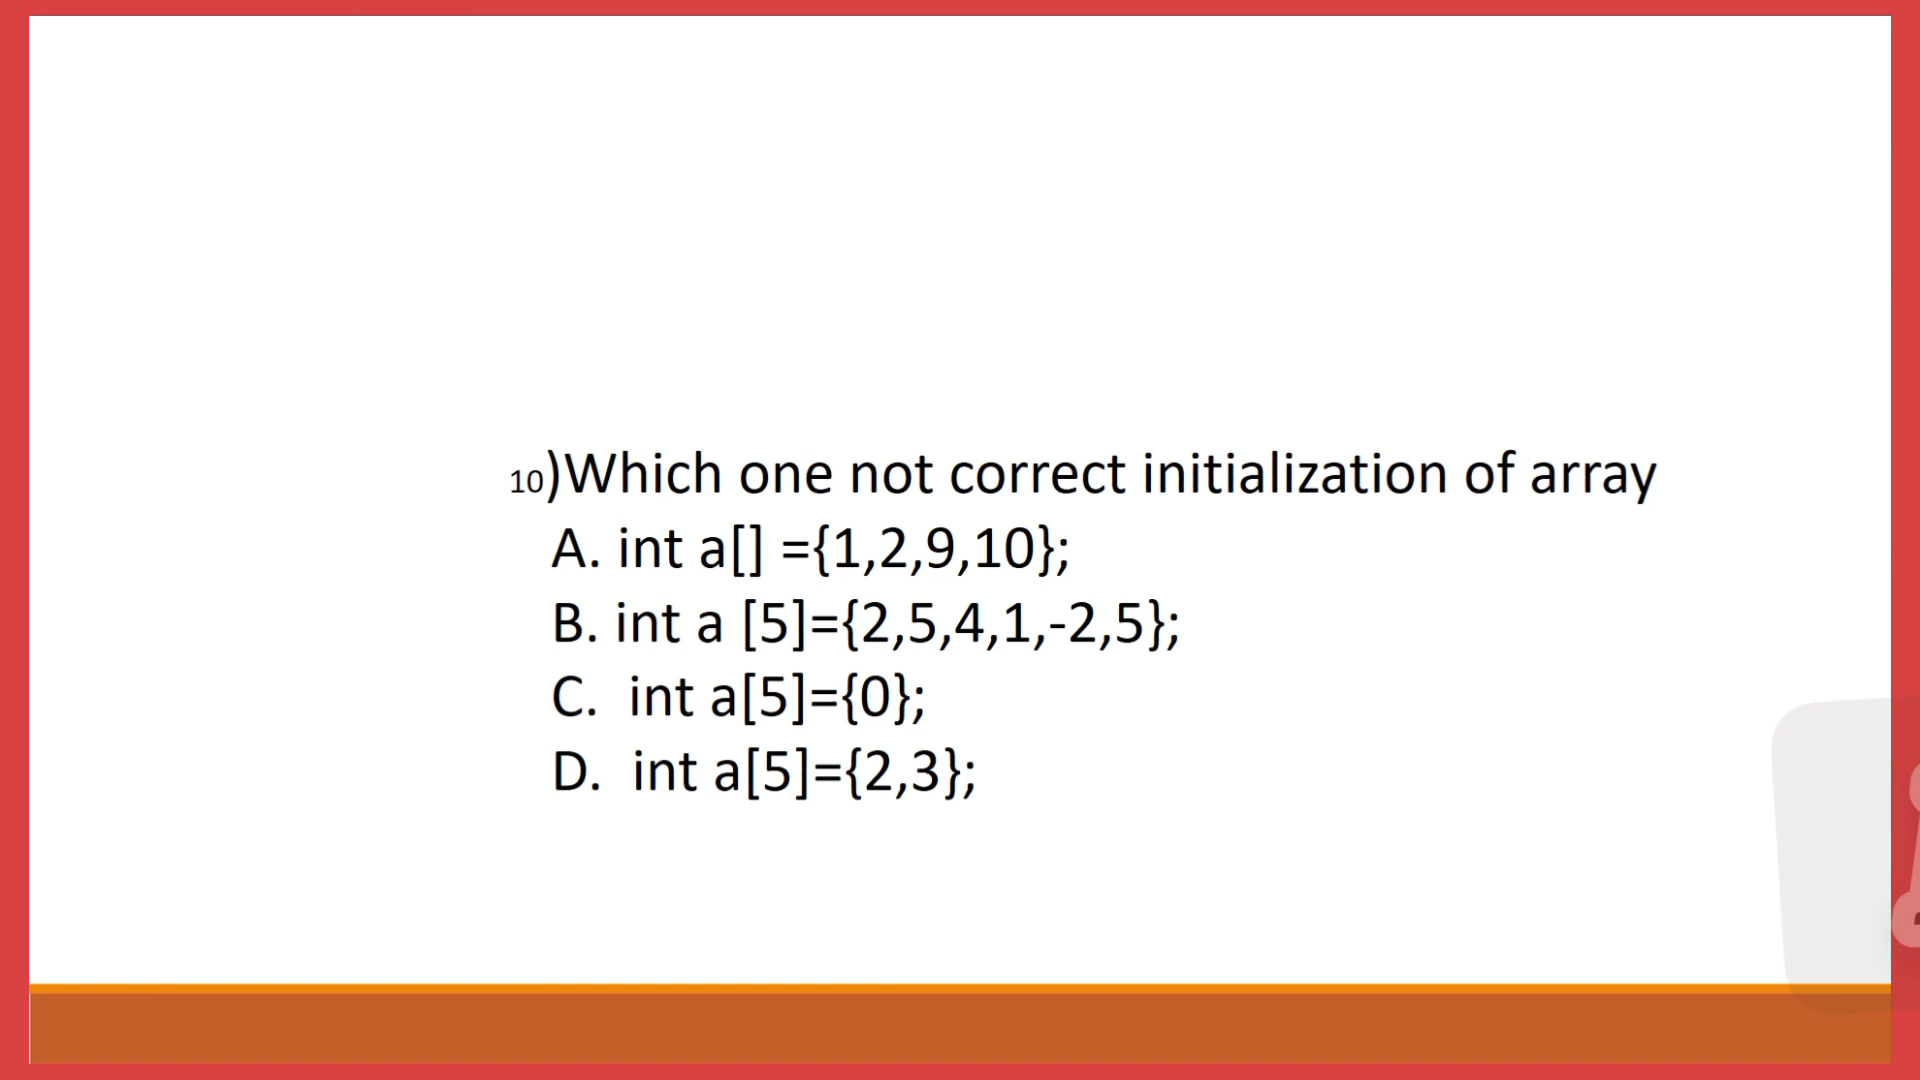 10)Which one not correct initialization of array
A. int a[] ={1,2,9,10};
B. int a [5]={2,5,4,1,-2,5};
C. int a[5]={0};
D. int a[5]={2,3};